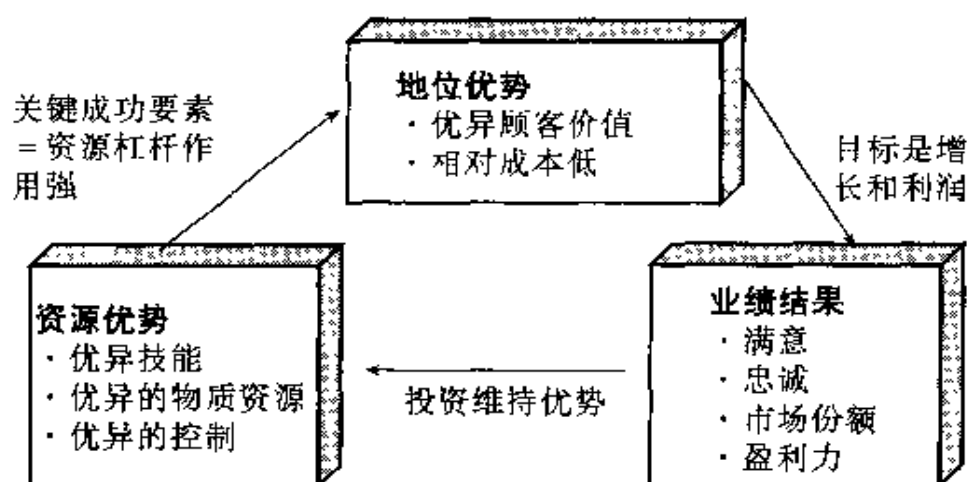 地位优势
· 优异顾客价值
· 相对成本低
关键成功要素
=资源杠杆作
用强
目标是增
长和利润
资源优势
· 优异技能
· 优异的物质资源
· 优异的控制
投资维持优势
业绩结果
· 满意
· 忠诚
· 市场份额
· 盈利力